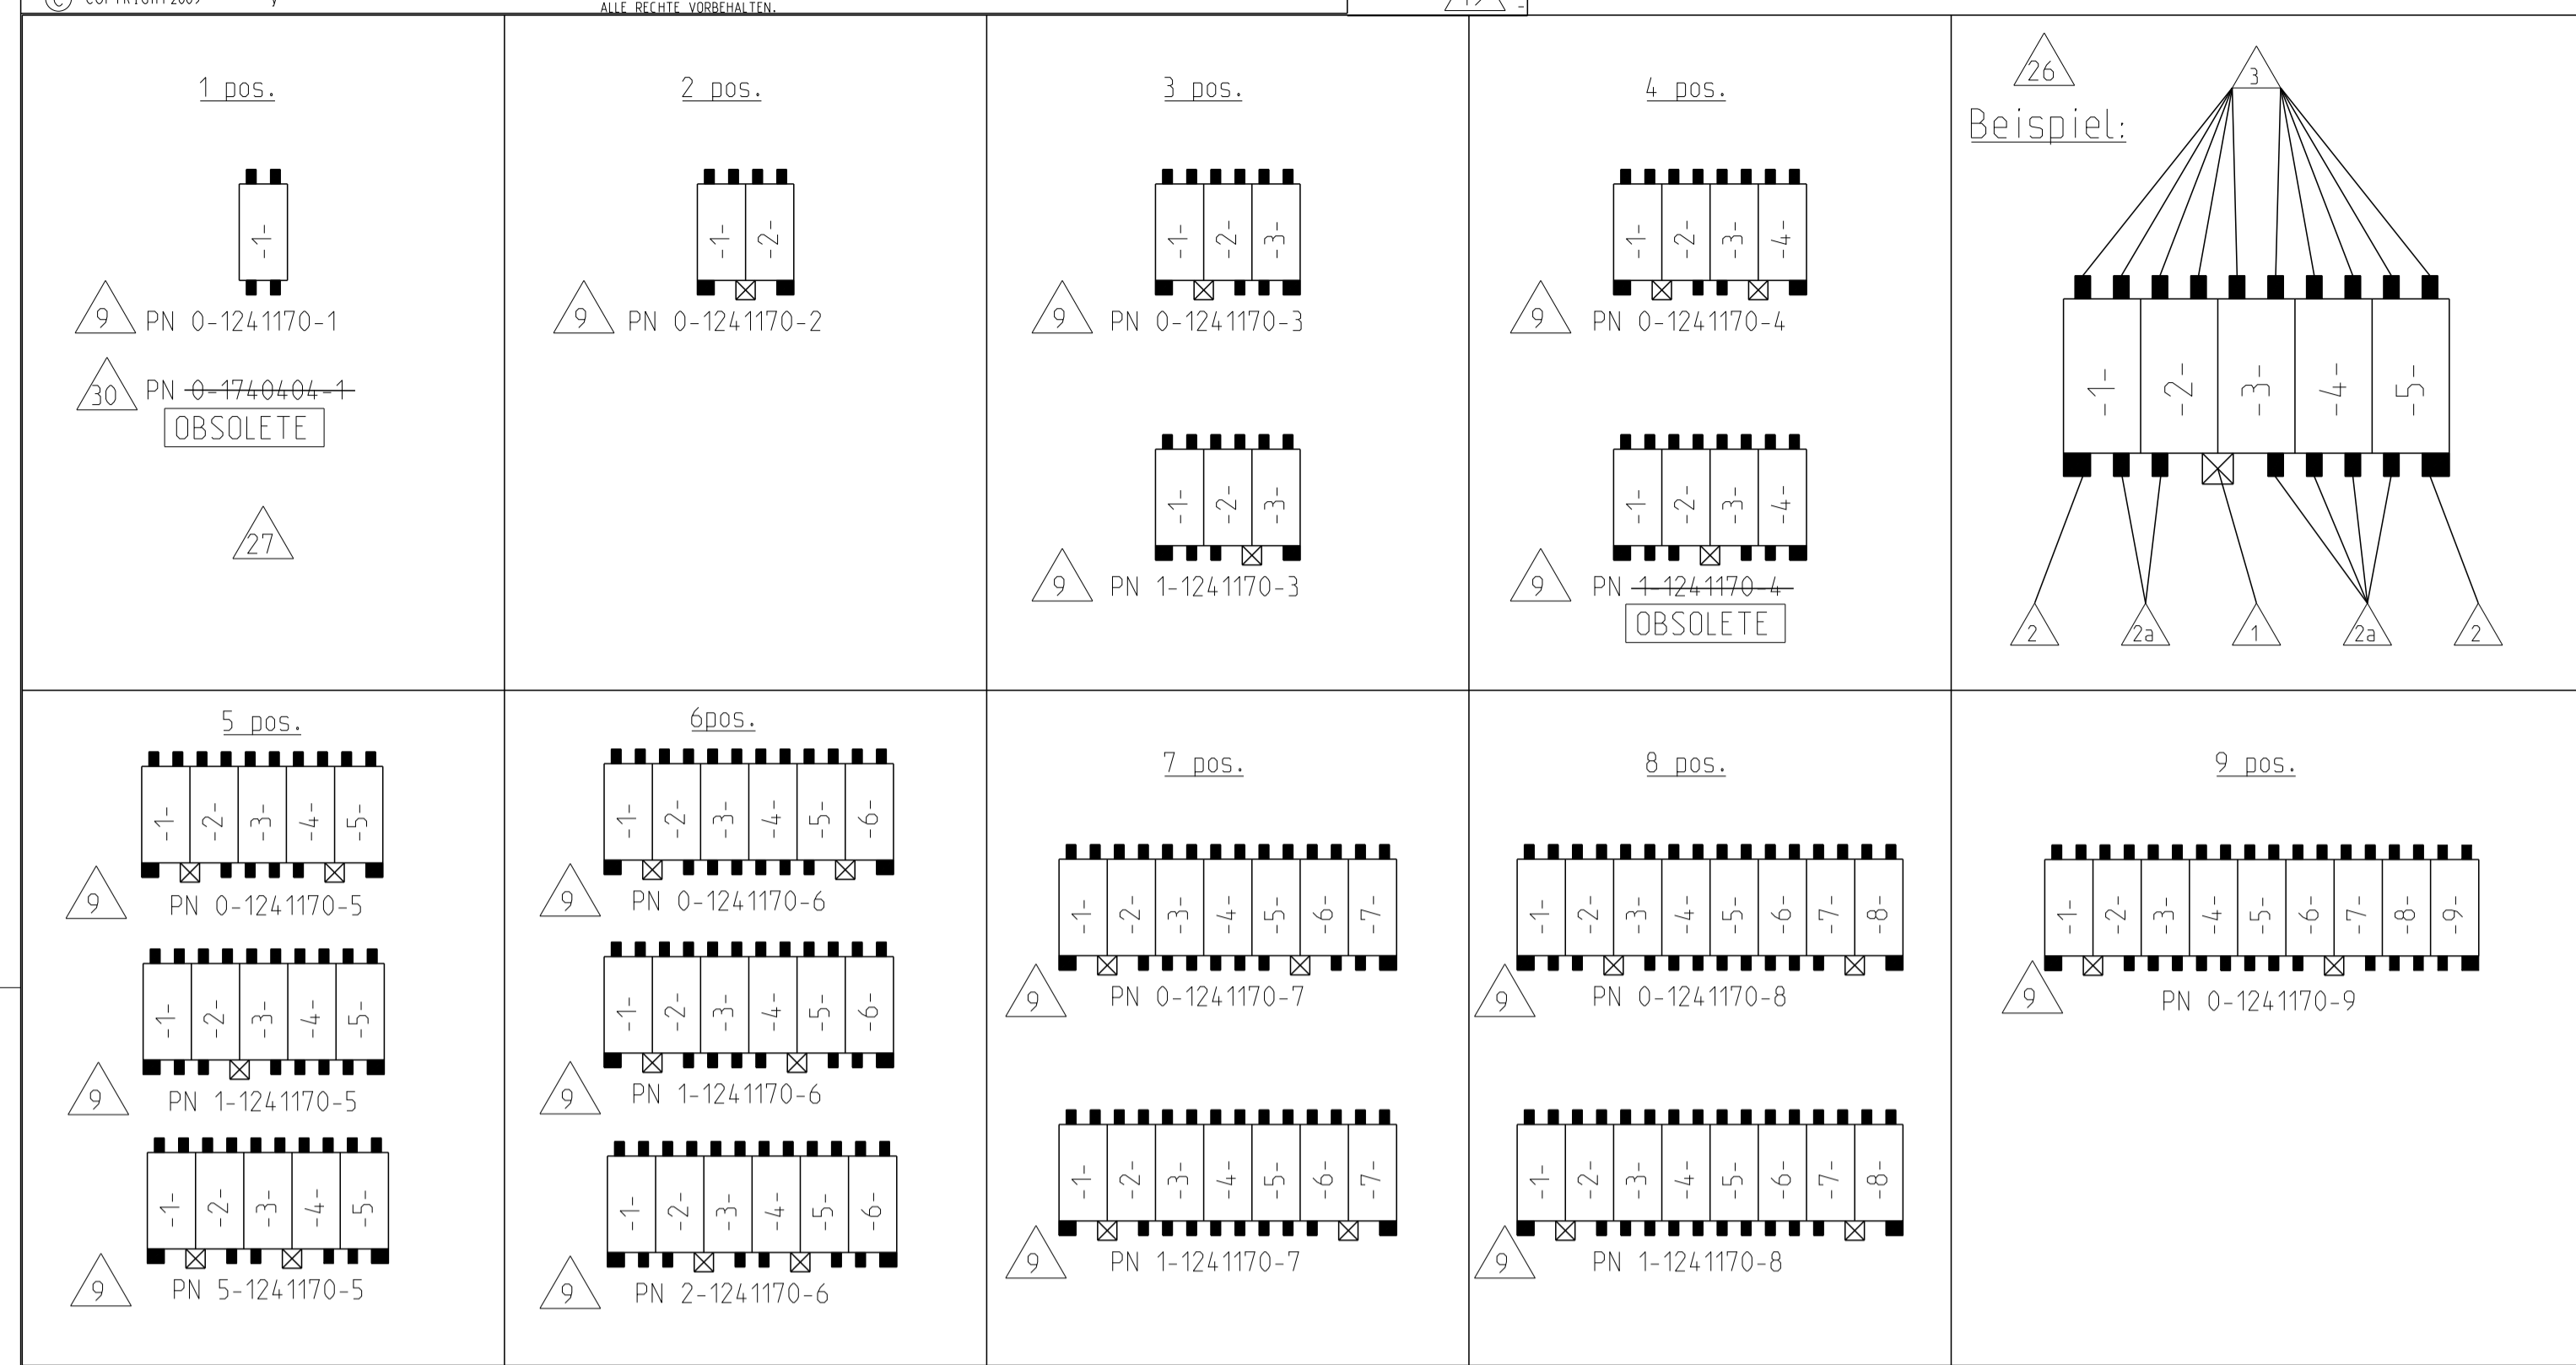 ALLE RECHTE VORBEHALTEN.
1 pos.
-1-
9 PN 0-1241170-1
30 PN 0-1740404-1
OBSOLETE
27
2 pos.
-1- -2-
9 PN 0-1241170-2
3 pos.
-1- -2- -3-
9 PN 0-1241170-3
-1- -2- -3-
9 PN 1-1241170-3
4 pos.
-1- -2- -3- -4-
9 PN 0-1241170-4
-1- -2- -3- -4-
9 PN 1-1241170-4
OBSOLETE
26
3
Beispiel:
-1- -2- -3- -4- -5-
2 2a 1 2a 2
5 pos.
-1- -2- -3- -4- -5-
9 PN 0-1241170-5
-1- -2- -3- -4- -5-
9 PN 1-1241170-5
-1- -2- -3- -4- -5-
9 PN 5-1241170-5
6pos.
-1- -2- -3- -4- -5- -6-
9 PN 0-1241170-6
-1- -2- -3- -4- -5- -6-
9 PN 1-1241170-6
-1- -2- -3- -4- -5- -6-
9 PN 2-1241170-6
7 pos.
-1- -2- -3- -4- -5- -6- -7-
9 PN 0-1241170-7
-1- -2- -3- -4- -5- -6- -7-
9 PN 1-1241170-7
8 pos.
-1- -2- -3- -4- -5- -6- -7- -8-
9 PN 0-1241170-8
-1- -2- -3- -4- -5- -6- -7- -8-
9 PN 1-1241170-8
9 pos.
-1- -2- -3- -4- -5- -6- -7- -8- -9-
9 PN 0-1241170-9